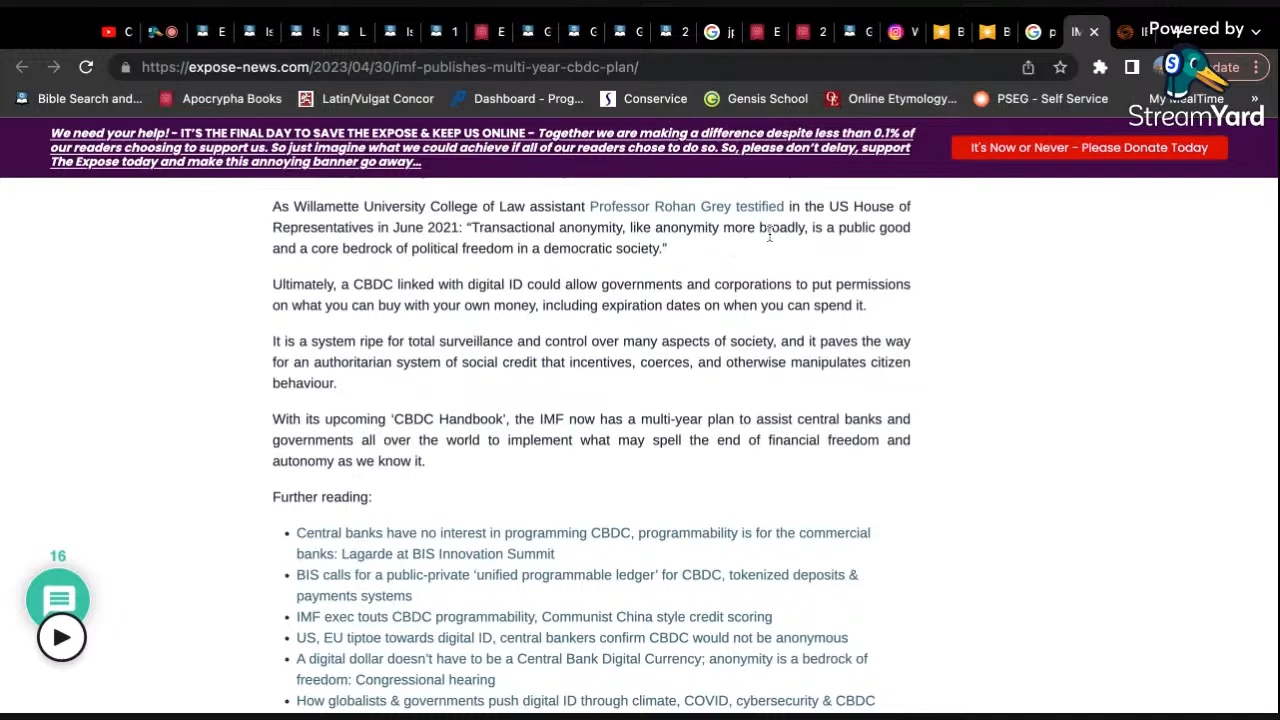 Powered by
https://expose-news.com/2023/04/30/imf-publishes-multi-year-cbdc-plan/
Bible Search and...
Apocrypha Books
Latin/Vulgat Concor
Dashboard - Prog...
Conservice
Gensis School
Online Etymology...
PSEG - Self Service
My MealTime
»
StreamYard
We need your help! - IT'S THE FINAL DAY TO SAVE THE EXPOSE & KEEP US ONLINE - Together we are making a difference despite less than 0.1% of
our readers choosing to support us. So just imagine what we could achieve if all of our readers chose to do so. So, please don't delay, support
The Expose today and make this annoying banner go away...
It's Now or Never - Please Donate Today
As Willamette University College of Law assistant Professor Rohan Grey testified in the US House of
Representatives in June 2021: “Transactional anonymity, like anonymity more broadly, is a public good
and a core bedrock of political freedom in a democratic society.”
Ultimately, a CBDC linked with digital ID could allow governments and corporations to put permissions
on what you can buy with your own money, including expiration dates on when you can spend it.
It is a system ripe for total surveillance and control over many aspects of society, and it paves the way
for an authoritarian system of social credit that incentives, coerces, and otherwise manipulates citizen
behaviour.
With its upcoming ‘CBDC Handbook’, the IMF now has a multi-year plan to assist central banks and
governments all over the world to implement what may spell the end of financial freedom and
autonomy as we know it.
Further reading:
• Central banks have no interest in programming CBDC, programmability is for the commercial
banks: Lagarde at BIS Innovation Summit
• BIS calls for a public-private ‘unified programmable ledger’ for CBDC, tokenized deposits &
payments systems
• IMF exec touts CBDC programmability, Communist China style credit scoring
• US, EU tiptoe towards digital ID, central bankers confirm CBDC would not be anonymous
• A digital dollar doesn’t have to be a Central Bank Digital Currency; anonymity is a bedrock of
freedom: Congressional hearing
• How globalists & governments push digital ID through climate, COVID, cybersecurity & CBDC
16